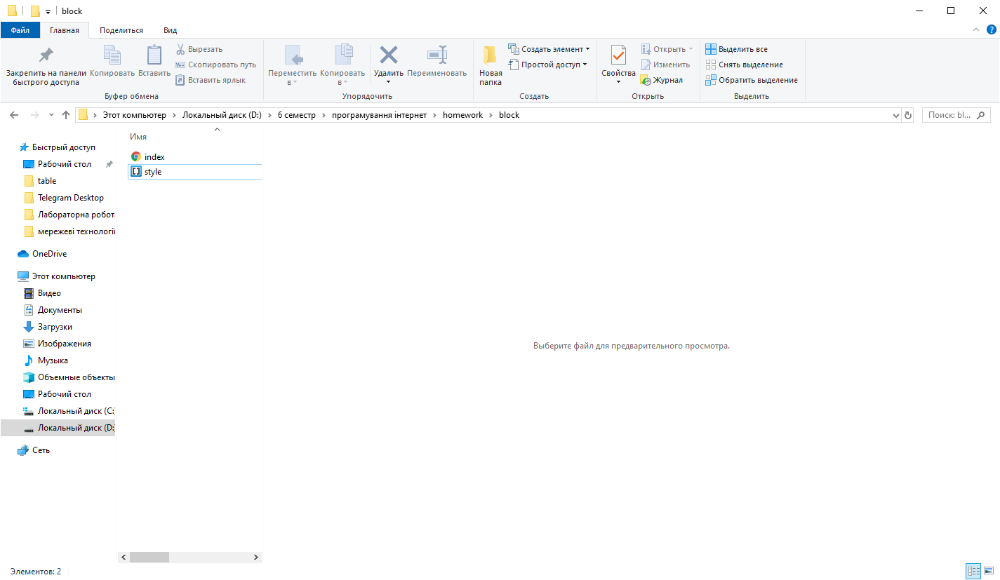 block
Файл Главная Поделиться Вид
Закрепить на панели быстрого доступа
Копировать
Вставить
Вырезать
Скопировать путь
Вставить ярлык
Буфер обмена
Переместить в
Копировать в
Удалить
Переименовать
Упорядочить
Новая папка
Создать элемент
Простой доступ
Создать
Свойства
Открыть
Изменить
Журнал
Открыть
Выделить все
Снять выделение
Обратить выделение
Выделить
Этот компьютер › Локальный диск (D:) › 6 семестр › програмування інтернет › homework › block
Поиск: bl...
Быстрый доступ
Рабочий стол
table
Telegram Desktop
Лабораторна робот
мережеві технологі
OneDrive
Этот компьютер
Видео
Документы
Загрузки
Изображения
Музыка
Объемные объекты
Рабочий стол
Локальный диск (C:
Локальный диск (D:
Сеть
Имя
index
style
Выберите файл для предварительного просмотра.
Элементов: 2